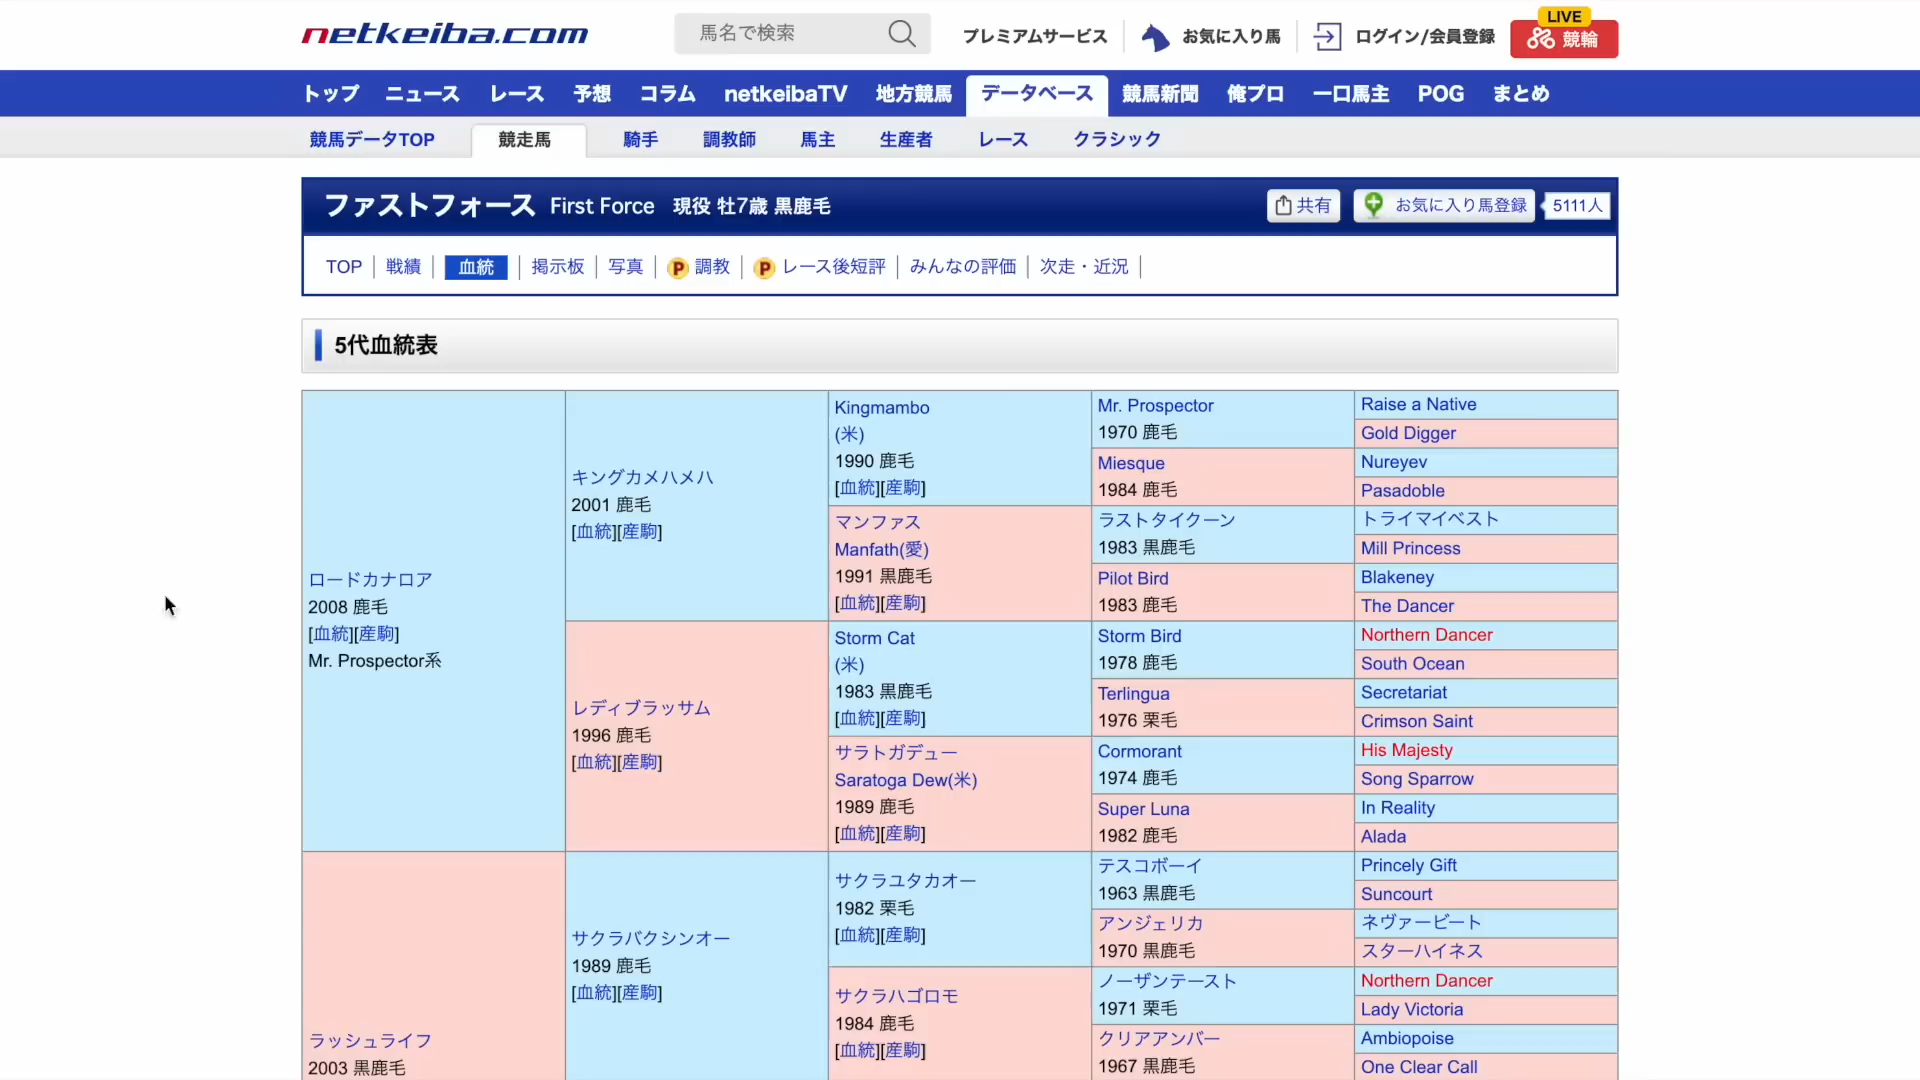 netkeiba.com
馬名で検索
プレミアムサービス
お気に入り馬
ログイン/会員登録
LIVE
競輪
トップ ニュース レース 予想 コラム netkeibaTV 地方競馬 データベース 競馬新聞 俺プロ 一口馬主 POG まとめ
競馬データTOP 競走馬 騎手 調教師 馬主 生産者 レース クラシック
ファストフォース First Force 現役 牡7歳 黒鹿毛
共有
お気に入り馬登録
5111人
TOP 戦績 血統 掲示板 写真 P 調教 P レース後短評 みんなの評価 次走・近況
5代血統表
ロードカナロア
2008 鹿毛
[血統][産駒]
Mr. Prospector系
キングカメハメハ
2001 鹿毛
[血統][産駒]
Kingmambo
(米)
1990 鹿毛
[血統][産駒]
Mr. Prospector
1970 鹿毛
Raise a Native
Gold Digger
Miesque
1984 鹿毛
Nureyev
Pasadoble
マンファス
Manfath(愛)
1991 黒鹿毛
[血統][産駒]
ラストタイクーン
1983 黒鹿毛
トライマイベスト
Mill Princess
Pilot Bird
1983 鹿毛
Blakeney
The Dancer
レディブラッサム
1996 鹿毛
[血統][産駒]
Storm Cat
(米)
1983 黒鹿毛
[血統][産駒]
Storm Bird
1978 鹿毛
Northern Dancer
South Ocean
Terlingua
1976 栗毛
Secretariat
Crimson Saint
サラトガデュー
Saratoga Dew(米)
1989 鹿毛
[血統][産駒]
Cormorant
1974 鹿毛
His Majesty
Song Sparrow
Super Luna
1982 鹿毛
In Reality
Alada
ラッシュライフ
2003 黒鹿毛
サクラバクシンオー
1989 鹿毛
[血統][産駒]
サクラユタカオー
1982 栗毛
[血統][産駒]
テスコボーイ
1963 黒鹿毛
Princely Gift
Suncourt
アンジェリカ
1970 黒鹿毛
ネヴァービート
スターハイネス
サクラハゴロモ
1984 鹿毛
[血統][産駒]
ノーザンテースト
1971 栗毛
Northern Dancer
Lady Victoria
クリアアンバー
1967 黒鹿毛
Ambiopoise
One Clear Call